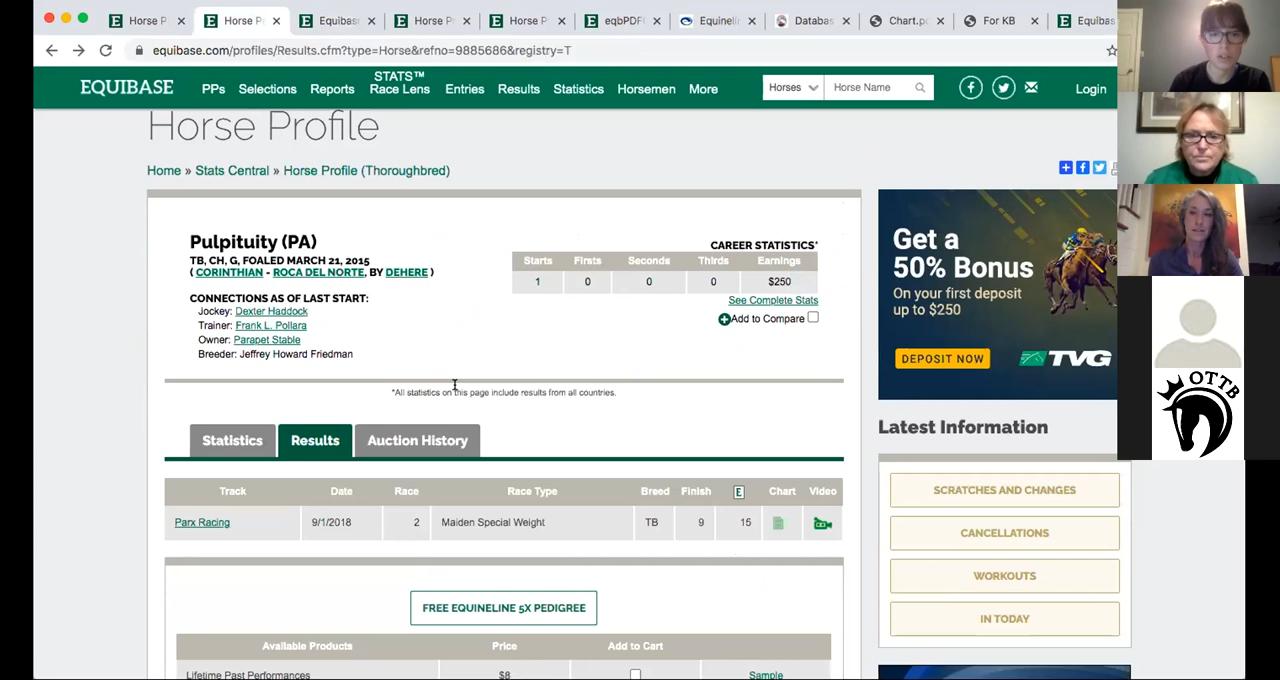 Horse P
Horse P
Equibas
Horse P
Horse P
eqbPDF
Equinelin
Databas
Chart.pc
For KB
Equibas
equibase.com/profiles/Results.cfm?type=Horse&refno=9885686&registry=T
EQUIBASE
PPs
Selections
Reports
STATS™
Race Lens
Entries
Results
Statistics
Horsemen
More
Horses
Horse Name
Login
Horse Profile
Home » Stats Central » Horse Profile (Thoroughbred)
Pulpituity (PA)
TB, CH, G, FOALED MARCH 21, 2015
( CORINTHIAN - ROCA DEL NORTE, BY DEHERE )
CONNECTIONS AS OF LAST START:
Jockey: Dexter Haddock
Trainer: Frank L. Pollara
Owner: Parapet Stable
Breeder: Jeffrey Howard Friedman
CAREER STATISTICS*
Starts Firsts Seconds Thirds Earnings
1 0 0 0 $250
See Complete Stats
Add to Compare
*All statistics on this page include results from all countries.
Statistics
Results
Auction History
Track Date Race Race Type Breed Finish E Chart Video
Parx Racing 9/1/2018 2 Maiden Special Weight TB 9 15
FREE EQUINELINE 5X PEDIGREE
Available Products Price Add to Cart
Lifetime Past Performances $8 Sample
Get a
50% Bonus
On your first deposit
up to $250
DEPOSIT NOW
TVG
Latest Information
SCRATCHES AND CHANGES
CANCELLATIONS
WORKOUTS
IN TODAY
OTTB